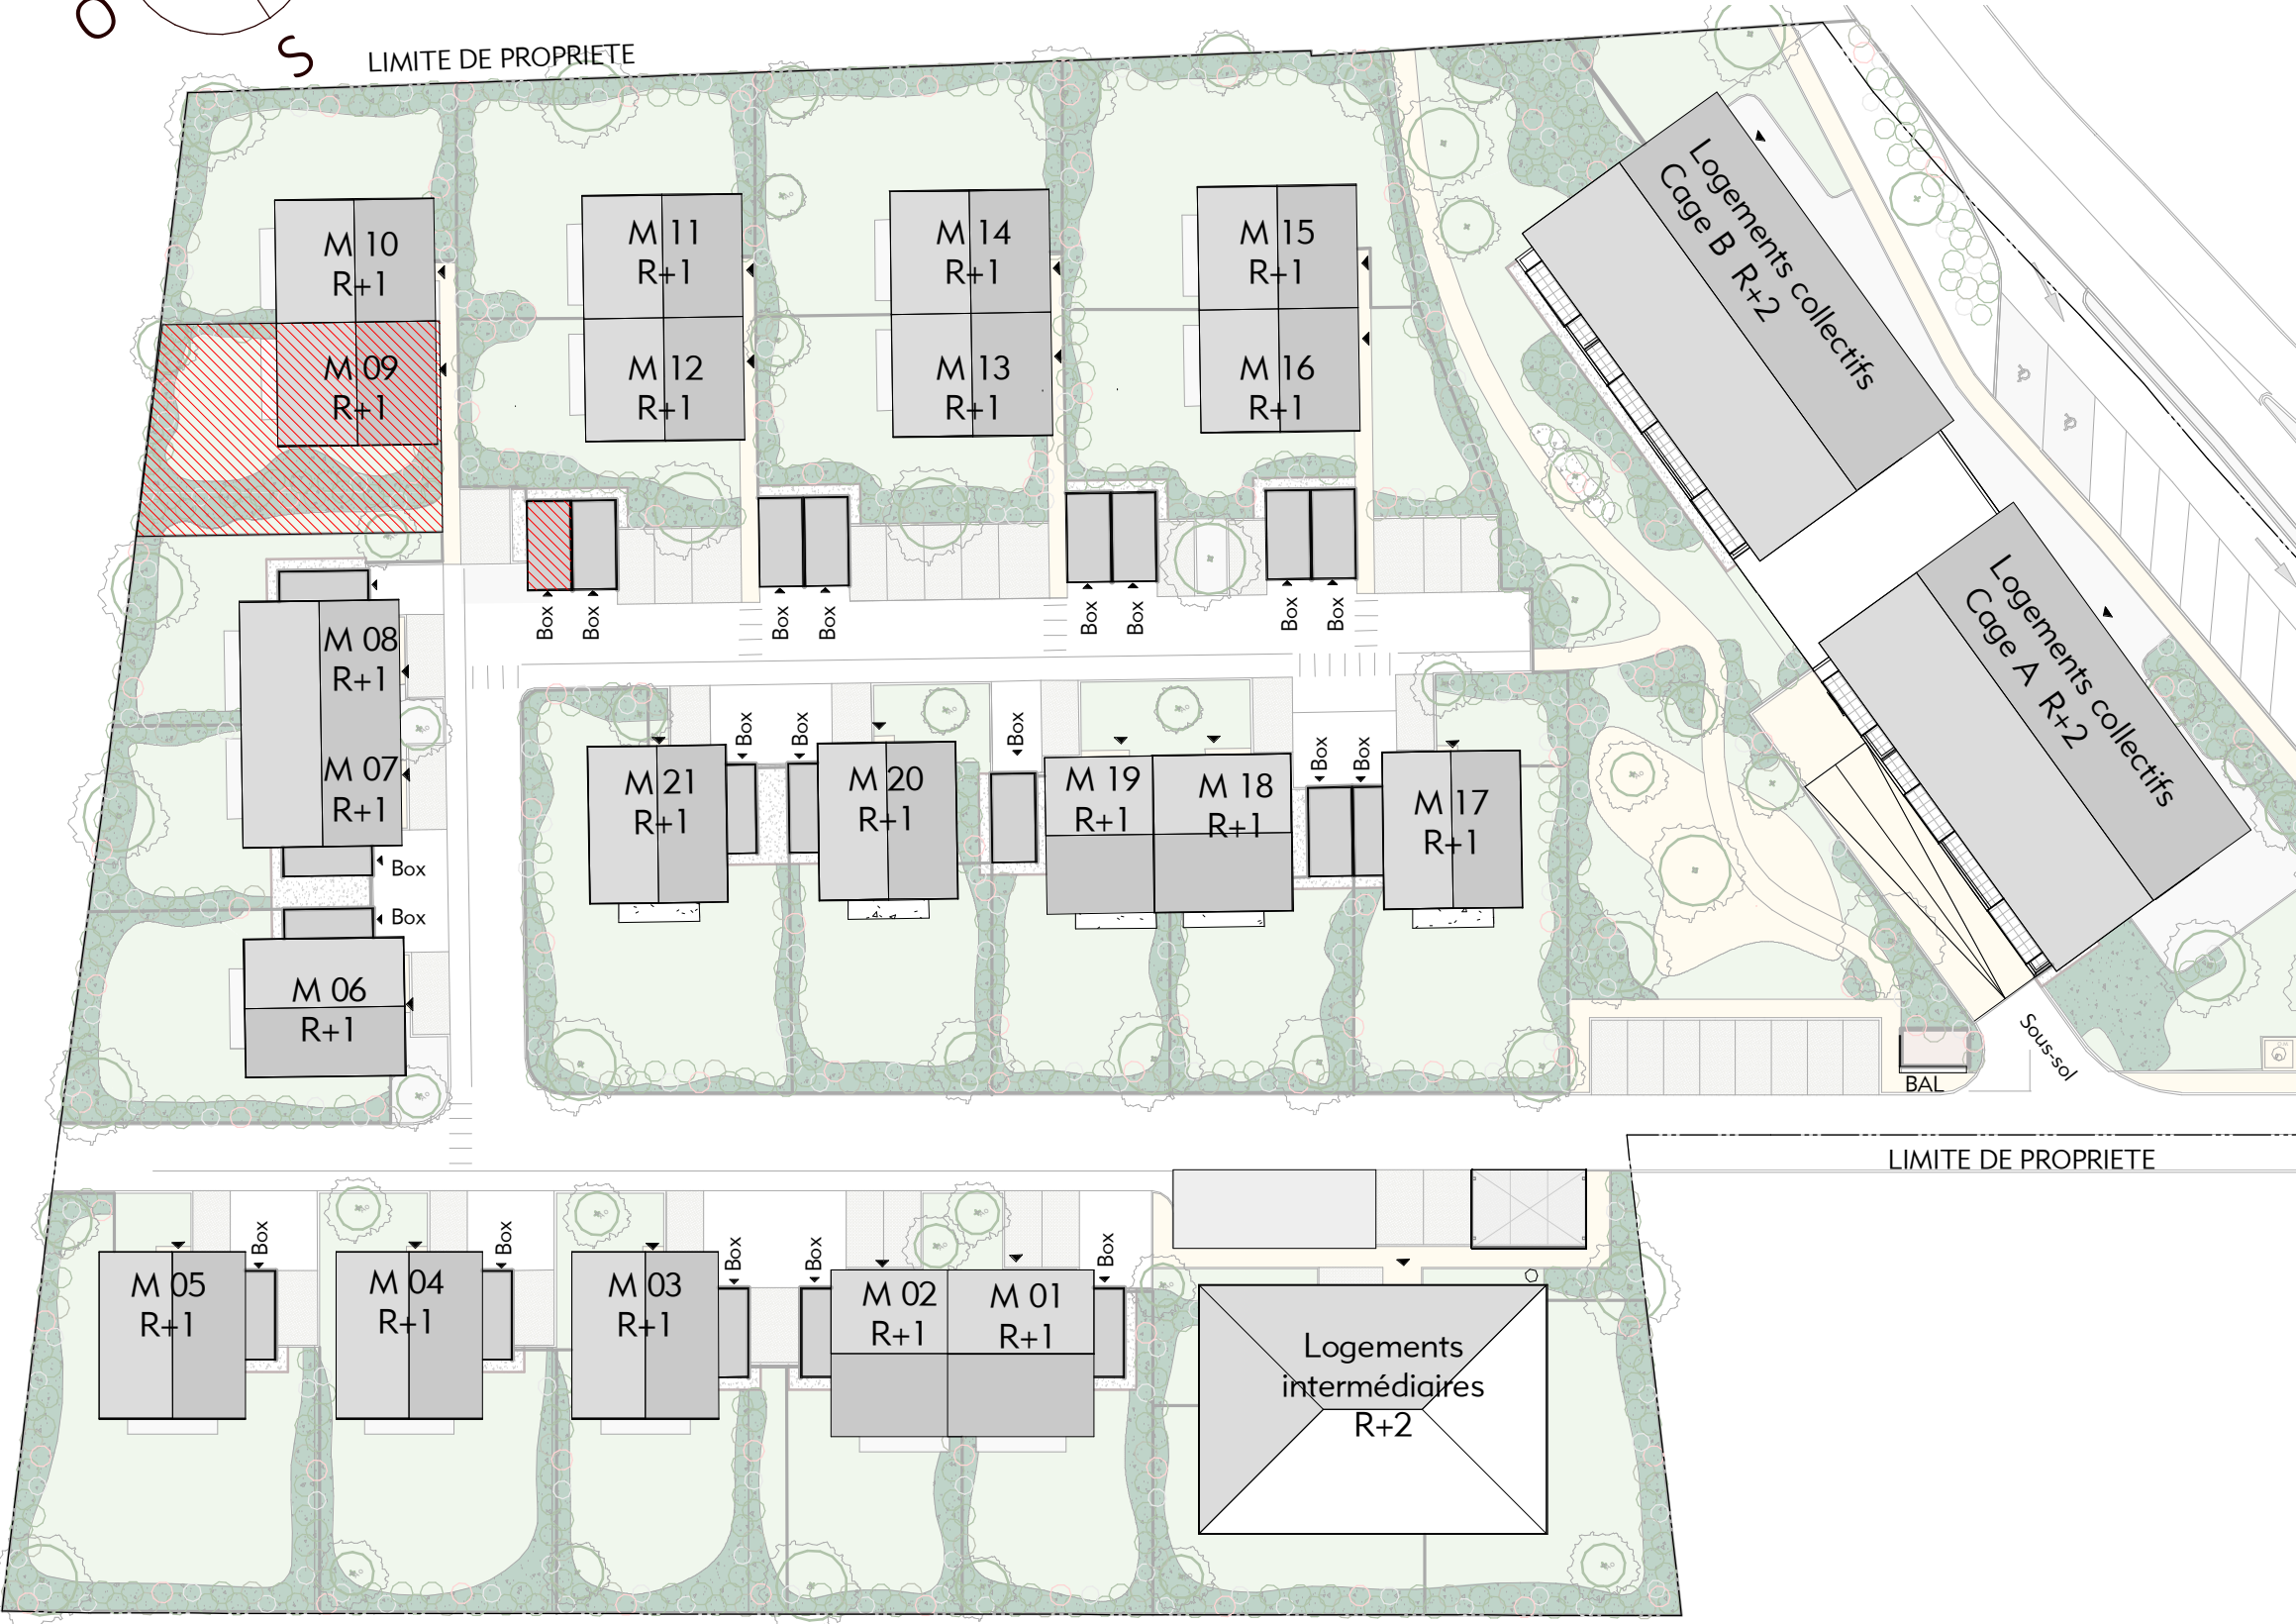 O
S
LIMITE DE PROPRIETE
M 10
R+1
M 11
R+1
M 14
R+1
M 15
R+1
M 09
R+1
M 12
R+1
M 13
R+1
M 16
R+1
Logements collectifs
Cage B R+2
Box
Box
Box
Box
Box
Box
Box
Box
Logements collectifs
Cage A R+2
M 08
R+1
M 07
R+1
Box
Box
M 06
R+1
Box
Box
Box
Box
Box
M 21
R+1
M 20
R+1
M 19
R+1
M 18
R+1
M 17
R+1
Sous-sol
BAL
LIMITE DE PROPRIETE
Box
Box
Box
Box
Box
M 05
R+1
M 04
R+1
M 03
R+1
M 02
R+1
M 01
R+1
Logements
intermédiaires
R+2